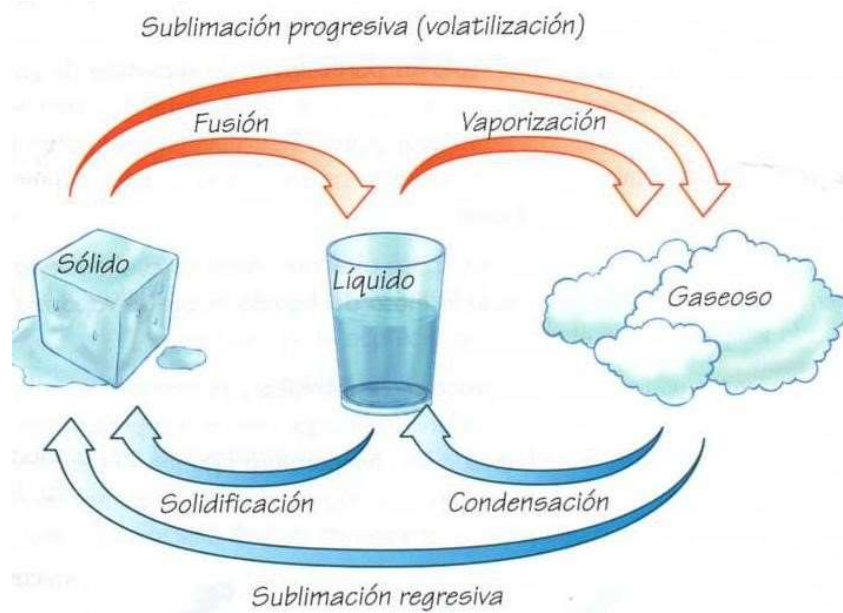 Sublimación progresiva (volatilización)
Fusión
Vaporización
Sólido
Líquido
Gaseoso
Solidificación
Condensación
Sublimación regresiva